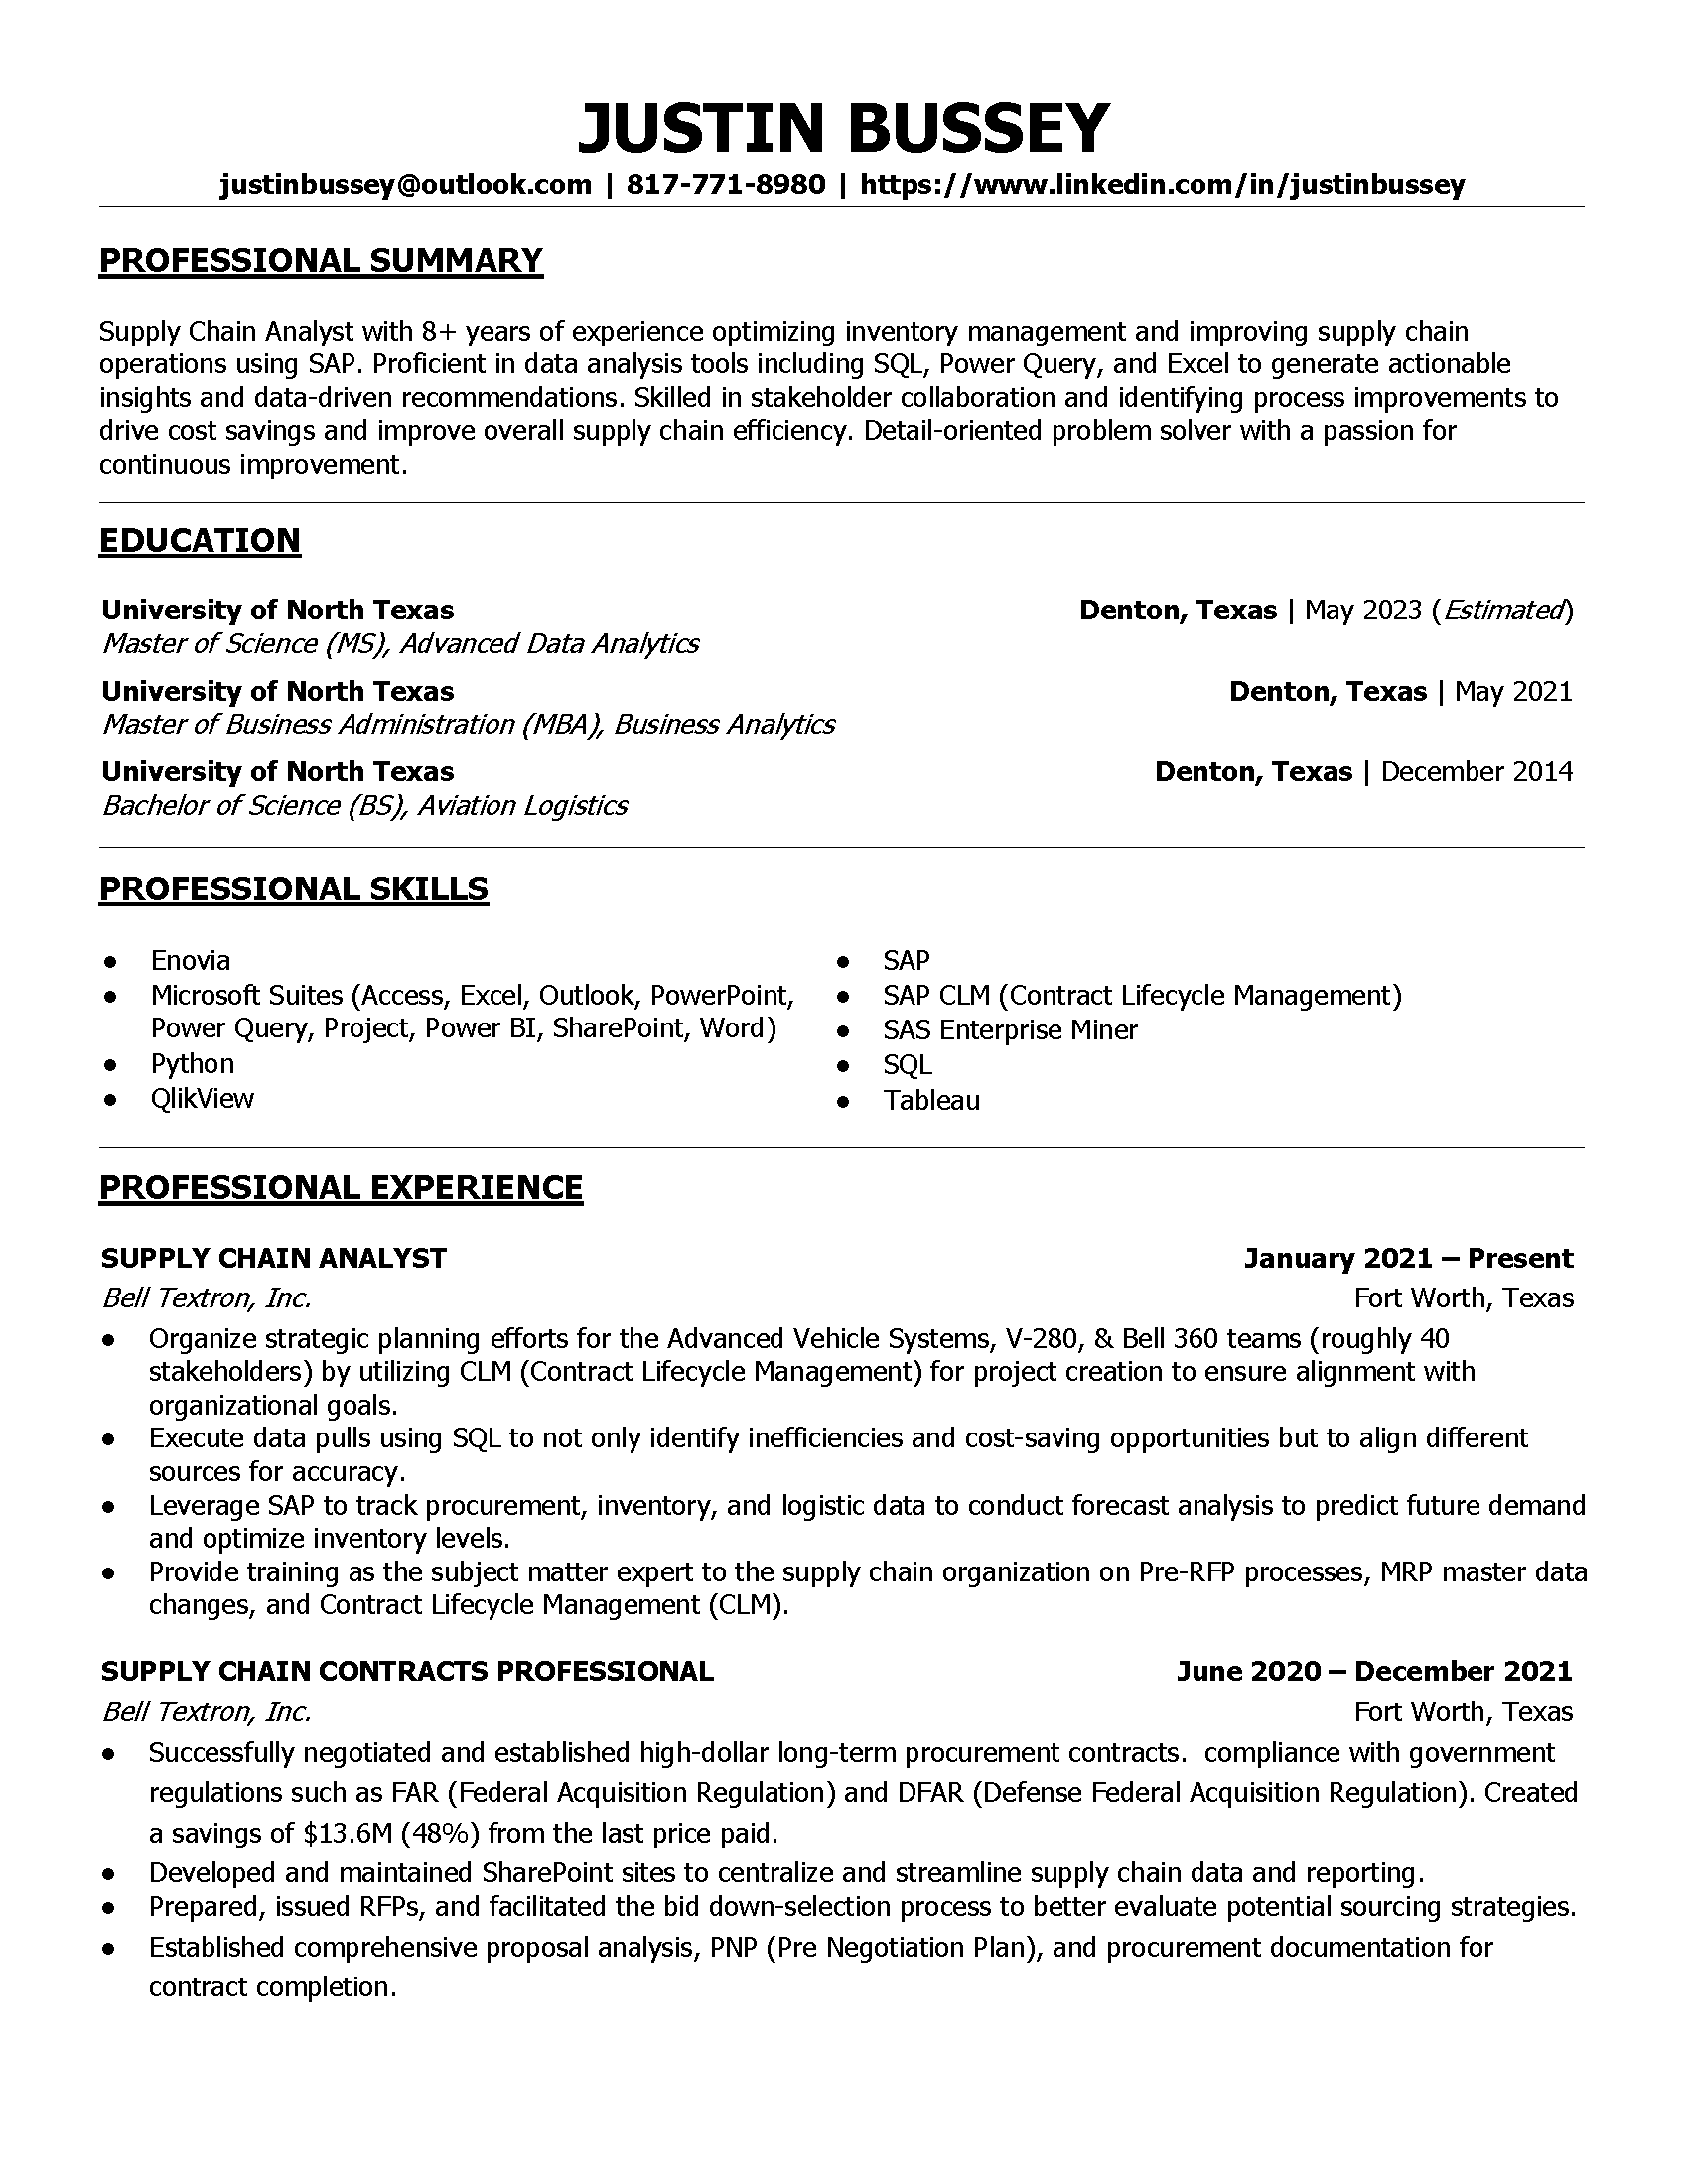 JUSTIN BUSSEY
justinbussey@outlook.com | 817-771-8980 | https://www.linkedin.com/in/justinbussey
PROFESSIONAL SUMMARY
Supply Chain Analyst with 8+ years of experience optimizing inventory management and improving supply chain
operations using SAP. Proficient in data analysis tools including SQL, Power Query, and Excel to generate actionable
insights and data-driven recommendations. Skilled in stakeholder collaboration and identifying process improvements to
drive cost savings and improve overall supply chain efficiency. Detail-oriented problem solver with a passion for
continuous improvement.
EDUCATION
University of North Texas Denton, Texas | May 2023 (Estimated)
Master of Science (MS), Advanced Data Analytics
University of North Texas Denton, Texas | May 2021
Master of Business Administration (MBA), Business Analytics
University of North Texas Denton, Texas | December 2014
Bachelor of Science (BS), Aviation Logistics
PROFESSIONAL SKILLS
● Enovia
● Microsoft Suites (Access, Excel, Outlook, PowerPoint,
Power Query, Project, Power BI, SharePoint, Word)
● Python
● QlikView
● SAP
● SAP CLM (Contract Lifecycle Management)
● SAS Enterprise Miner
● SQL
● Tableau
PROFESSIONAL EXPERIENCE
SUPPLY CHAIN ANALYST January 2021 – Present
Bell Textron, Inc. Fort Worth, Texas
● Organize strategic planning efforts for the Advanced Vehicle Systems, V-280, & Bell 360 teams (roughly 40
stakeholders) by utilizing CLM (Contract Lifecycle Management) for project creation to ensure alignment with
organizational goals.
● Execute data pulls using SQL to not only identify inefficiencies and cost-saving opportunities but to align different
sources for accuracy.
● Leverage SAP to track procurement, inventory, and logistic data to conduct forecast analysis to predict future demand
and optimize inventory levels.
● Provide training as the subject matter expert to the supply chain organization on Pre-RFP processes, MRP master data
changes, and Contract Lifecycle Management (CLM).
SUPPLY CHAIN CONTRACTS PROFESSIONAL June 2020 – December 2021
Bell Textron, Inc. Fort Worth, Texas
● Successfully negotiated and established high-dollar long-term procurement contracts.  compliance with government
regulations such as FAR (Federal Acquisition Regulation) and DFAR (Defense Federal Acquisition Regulation). Created
a savings of $13.6M (48%) from the last price paid.
● Developed and maintained SharePoint sites to centralize and streamline supply chain data and reporting.
● Prepared, issued RFPs, and facilitated the bid down-selection process to better evaluate potential sourcing strategies.
● Established comprehensive proposal analysis, PNP (Pre Negotiation Plan), and procurement documentation for
contract completion.